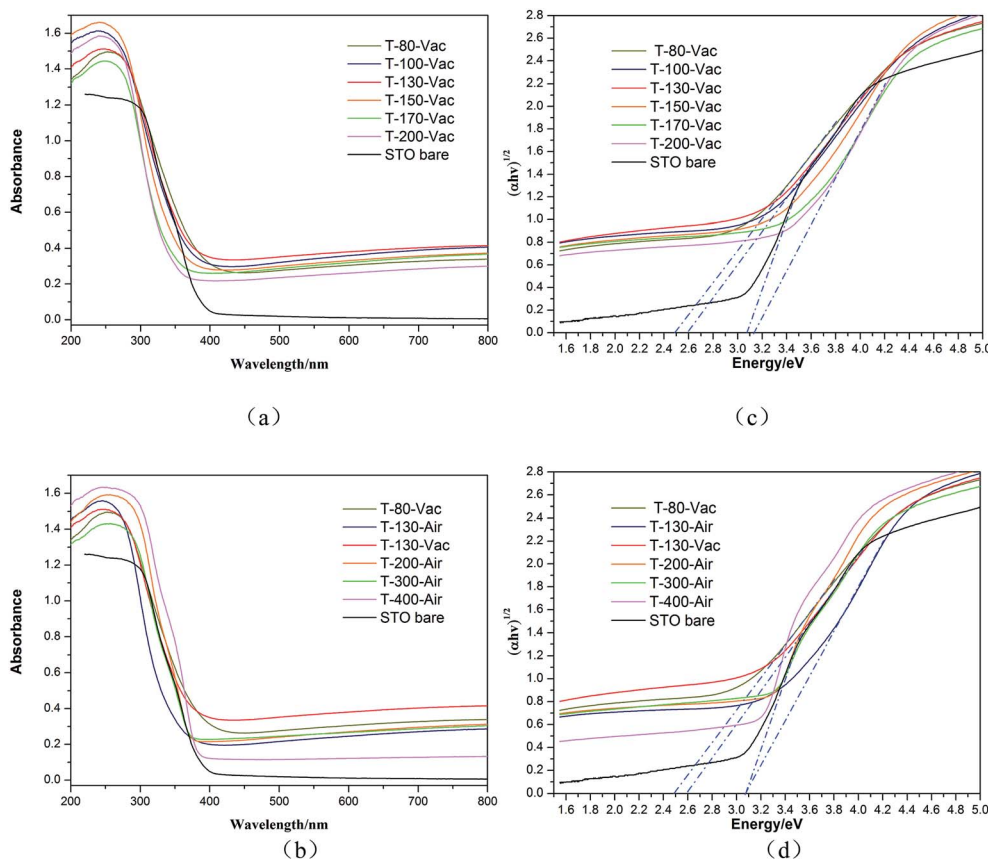 1.6
1.4
1.2
1.0
0.8
0.6
0.4
0.2
0.0
Absorbance
T-80-Vac
T-100-Vac
T-130-Vac
T-150-Vac
T-170-Vac
T-200-Vac
STO bare
200 300 400 500 600 700 800
Wavelength/nm
(a)
2.8
2.6
2.4
2.2
2.0
1.8
1.6
1.4
1.2
1.0
0.8
0.6
0.4
0.2
0.0
(αhv)1/2
T-80-Vac
T-100-Vac
T-130-Vac
T-150-Vac
T-170-Vac
T-200-Vac
STO bare
1.6 1.8 2.0 2.2 2.4 2.6 2.8 3.0 3.2 3.4 3.6 3.8 4.0 4.2 4.4 4.6 4.8 5.0
Energy/eV
(c)
1.6
1.4
1.2
1.0
0.8
0.6
0.4
0.2
0.0
Absorbance
T-80-Vac
T-130-Air
T-130-Vac
T-200-Air
T-300-Air
T-400-Air
STO bare
200 300 400 500 600 700 800
Wavelength/nm
(b)
2.8
2.6
2.4
2.2
2.0
1.8
1.6
1.4
1.2
1.0
0.8
0.6
0.4
0.2
0.0
(αhv)1/2
T-80-Vac
T-130-Air
T-130-Vac
T-200-Air
T-300-Air
T-400-Air
STO bare
1.6 1.8 2.0 2.2 2.4 2.6 2.8 3.0 3.2 3.4 3.6 3.8 4.0 4.2 4.4 4.6 4.8 5.0
Energy/eV
(d)